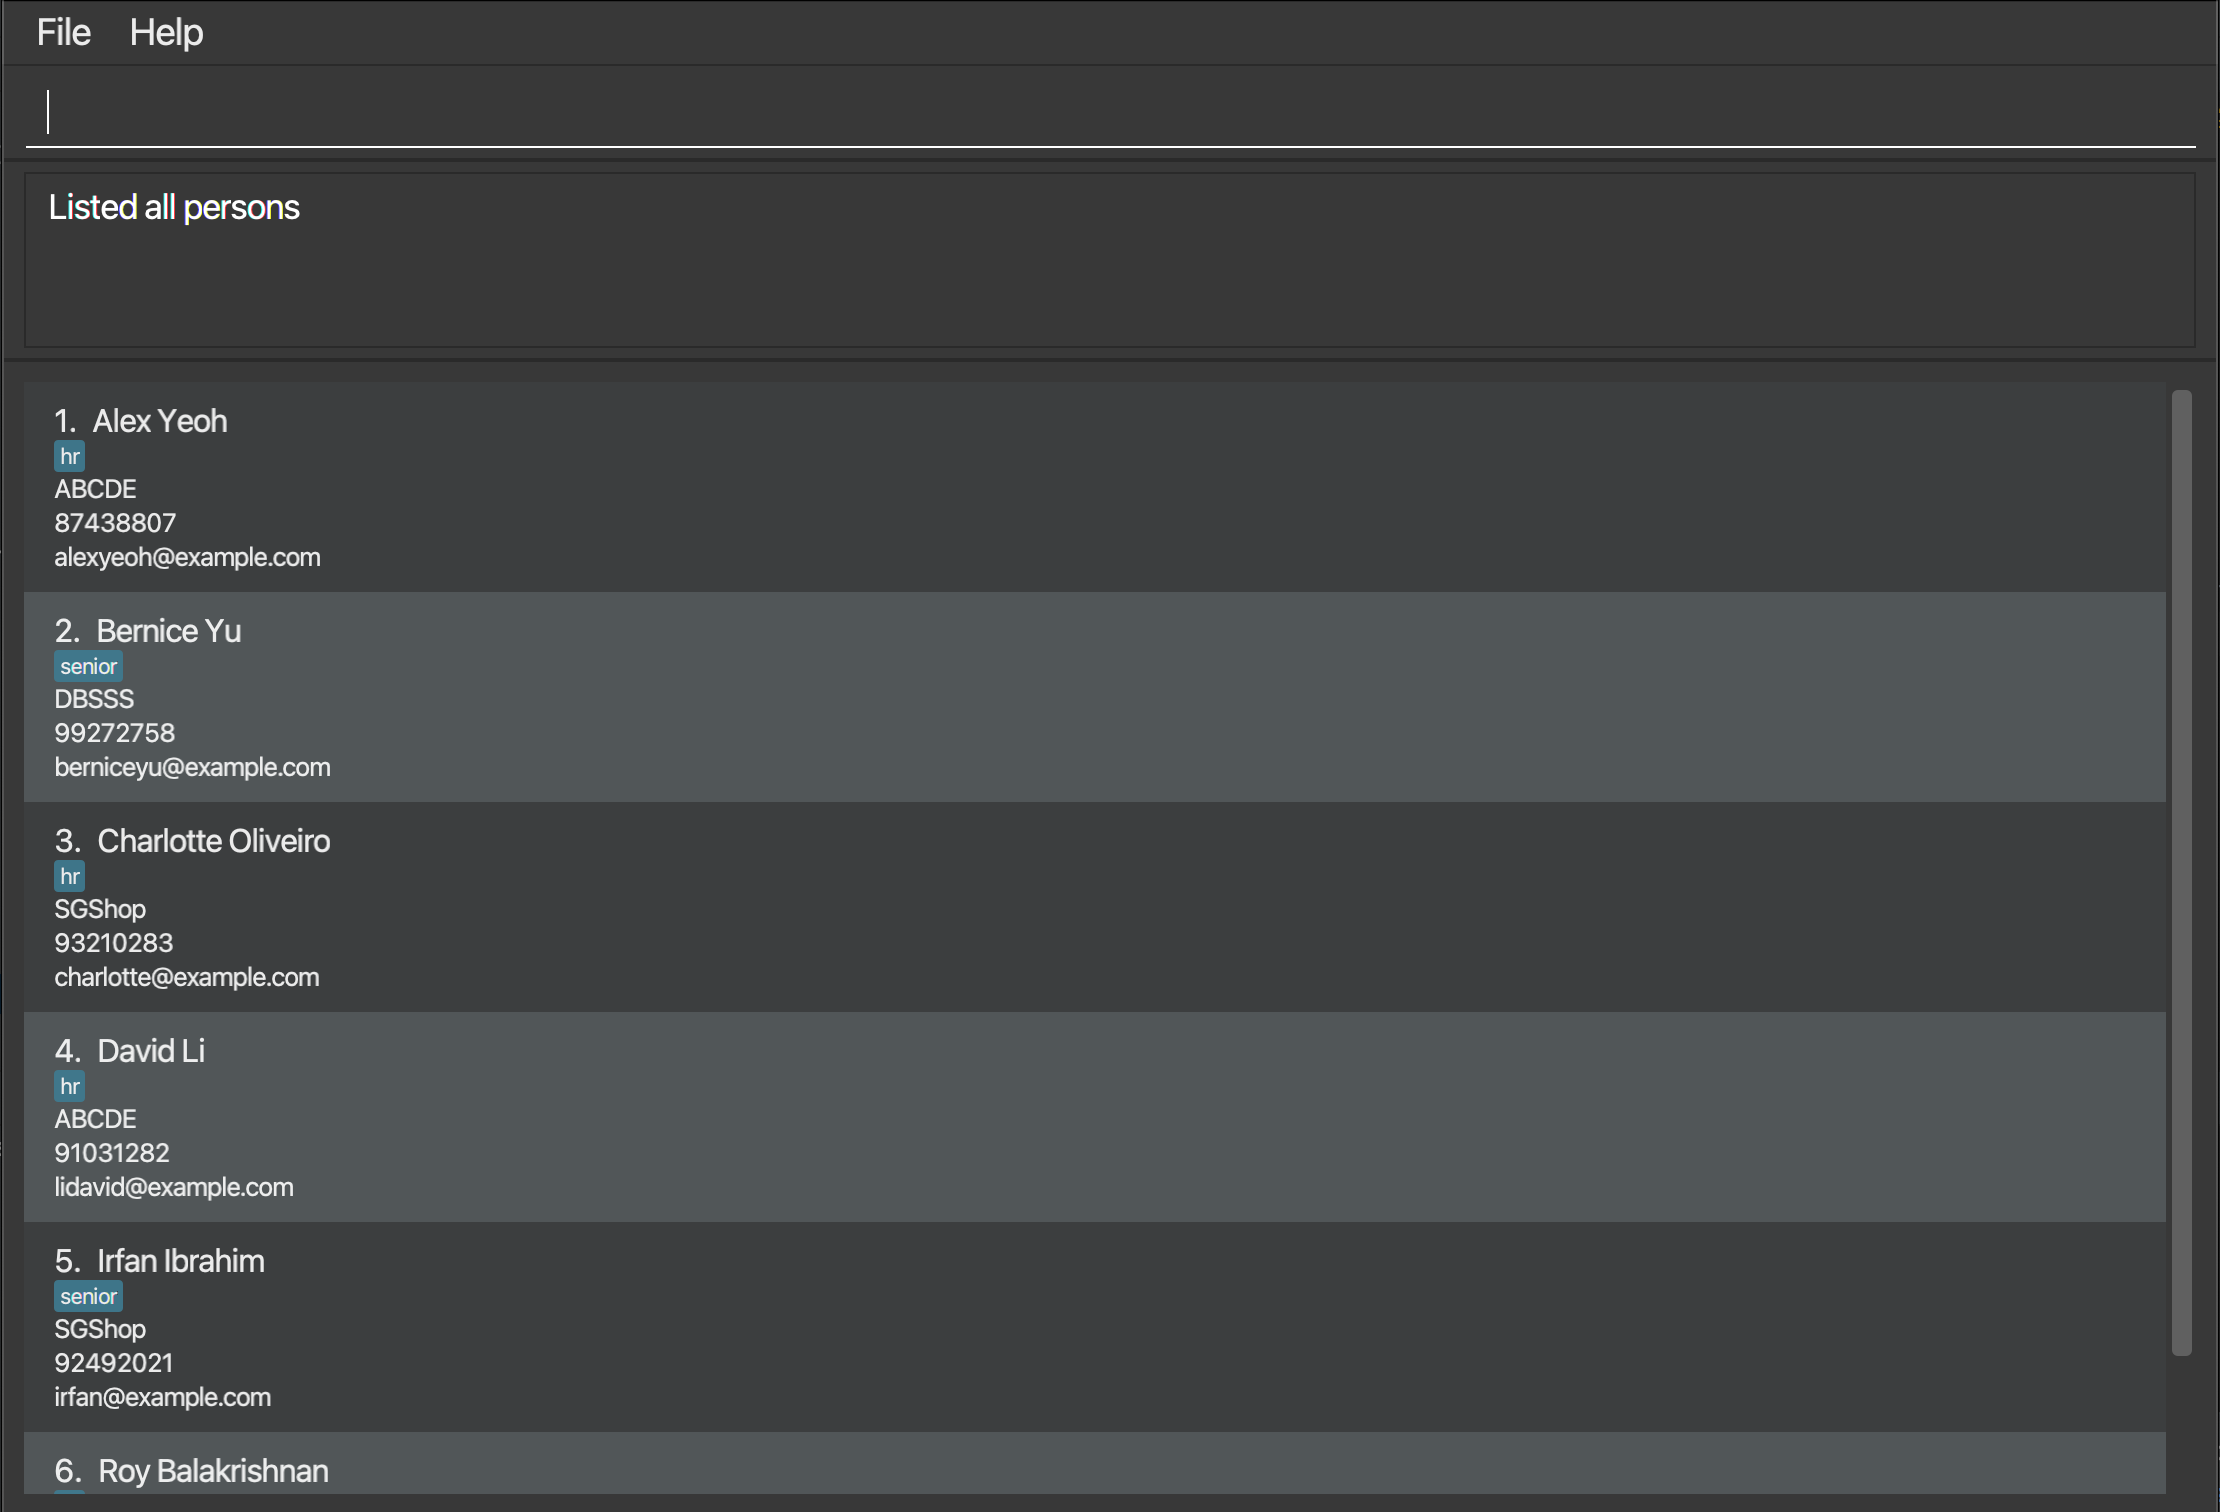 File Help
Listed all persons
1. Alex Yeoh
hr
ABCDE
87438807
alexyeoh@example.com
2. Bernice Yu
senior
DBSSS
99272758
berniceyu@example.com
3. Charlotte Oliveiro
hr
SGShop
93210283
charlotte@example.com
4. David Li
hr
ABCDE
91031282
lidavid@example.com
5. Irfan Ibrahim
senior
SGShop
92492021
irfan@example.com
6. Roy Balakrishnan